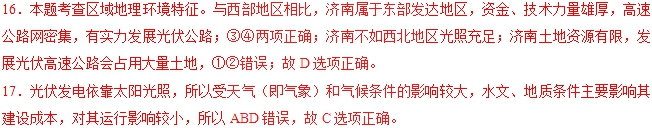 16．本题考查区域地理环境特征。与西部地区相比，济南属于东部发达地区，资金、技术力量雄厚，高速
公路网密集，有实力发展光伏公路；③④两项正确；济南不如西北地区光照充足；济南土地资源有限，发
展光伏高速公路会占用大量土地，①②错误；故 D 选项正确。
17．光伏发电依靠太阳光照，所以受天气（即气象）和气候条件的影响较大，水文、地质条件主要影响其
建设成本，对其运行影响较小，所以 ABD 错误，故 C 选项正确。